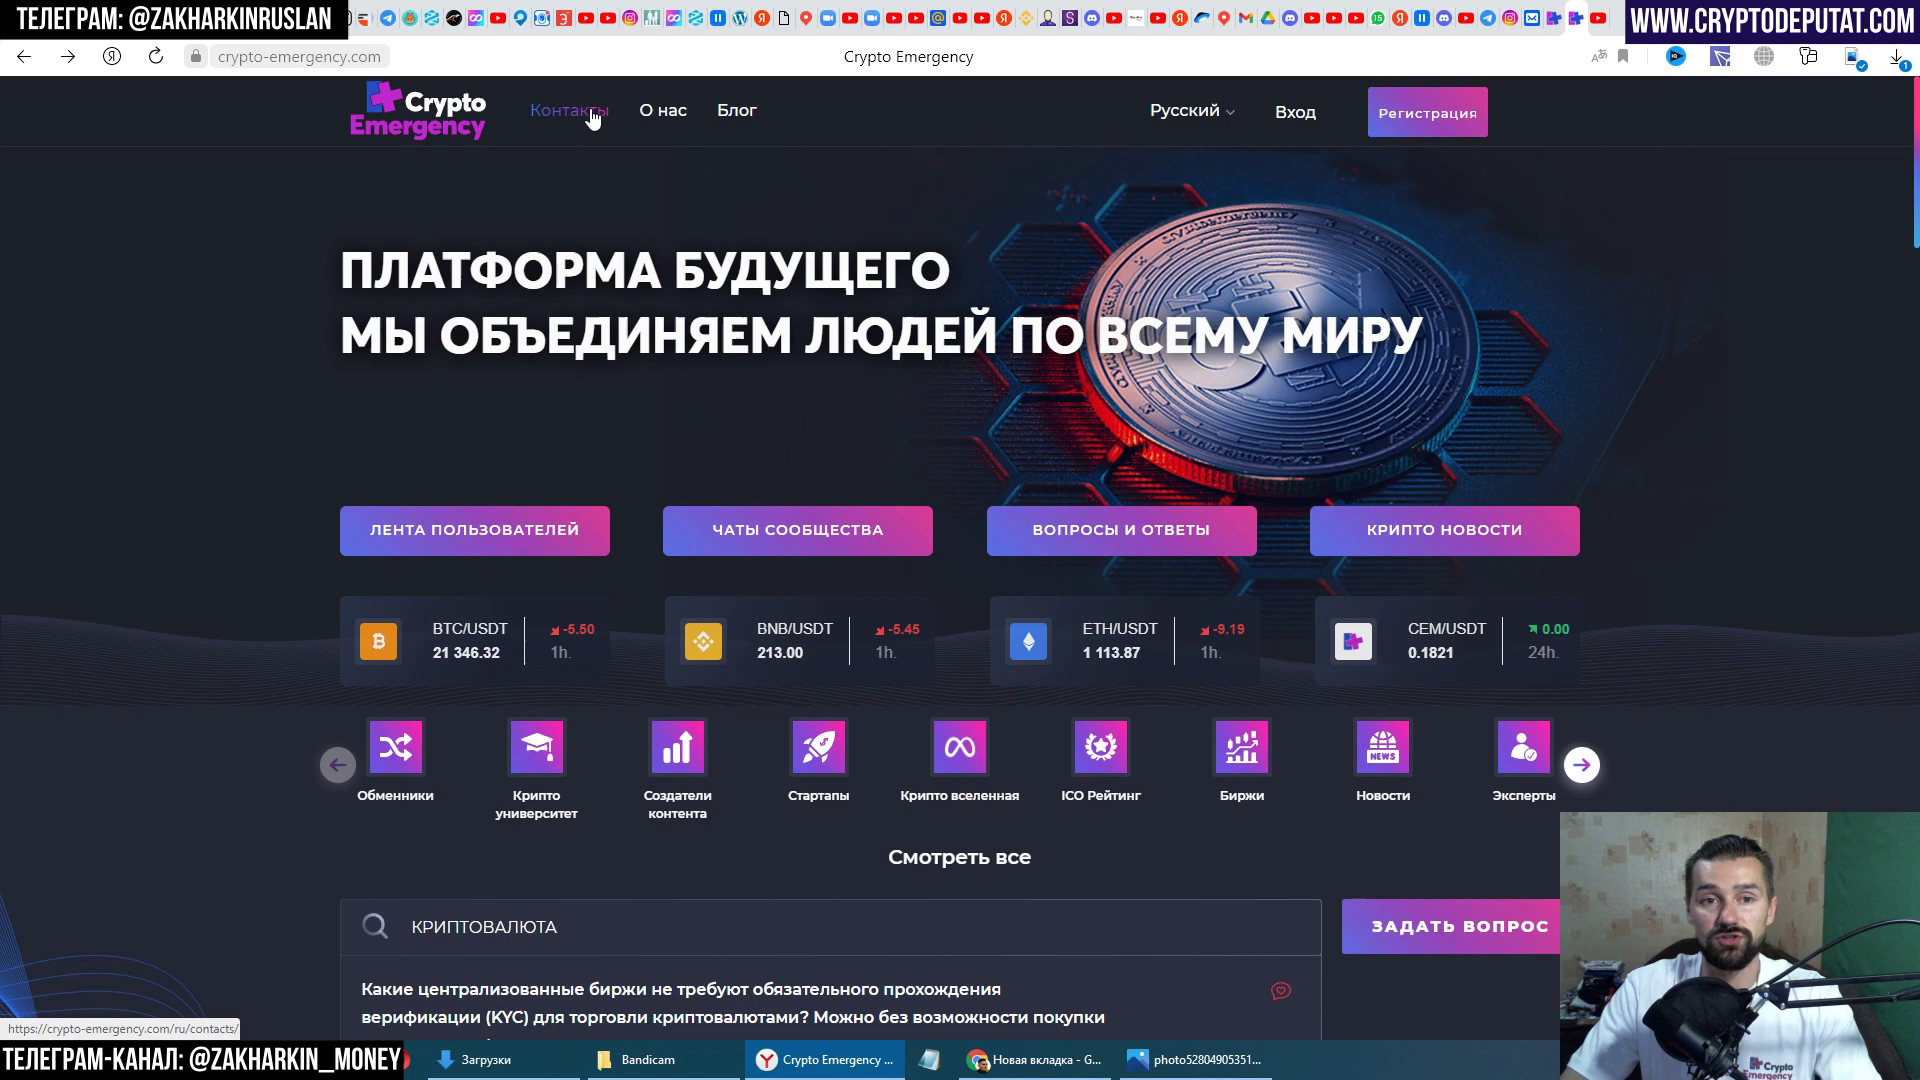 ТЕЛЕГРАМ: @ZAKHARKINRUSLAN
WWW.CRYPTODEPUTAT.COM
crypto-emergency.com
Crypto Emergency
Crypto
Emergency
Контакты
О нас
Блог
Русский
Вход
Регистрация
ПЛАТФОРМА БУДУЩЕГО
МЫ ОБЪЕДИНЯЕМ ЛЮДЕЙ ПО ВСЕМУ МИРУ
ЛЕНТА ПОЛЬЗОВАТЕЛЕЙ
ЧАТЫ СООБЩЕСТВА
ВОПРОСЫ И ОТВЕТЫ
КРИПТО НОВОСТИ
BTC/USDT
21 346.32
-5.50
1h.
BNB/USDT
213.00
-5.45
1h.
ETH/USDT
1 113.87
-9.19
1h.
CEM/USDT
0.1821
0.00
24h.
Обменники
Крипто
университет
Создатели
контента
Стартапы
Крипто вселенная
ICO Рейтинг
Биржи
NEWS
Новости
Эксперты
Смотреть все
КРИПТОВАЛЮТА
ЗАДАТЬ ВОПРОС
Какие централизованные биржи не требуют обязательного прохождения
верификации (KYC) для торговли криптовалютами? Можно без возможности покупки
https://crypto-emergency.com/ru/contacts/
ТЕЛЕГРАМ-КАНАЛ: @ZAKHARKIN_MONEY
Загрузки
Bandicam
Crypto Emergency ...
Новая вкладка - G...
photo52804905351...
Crypto
Emergency